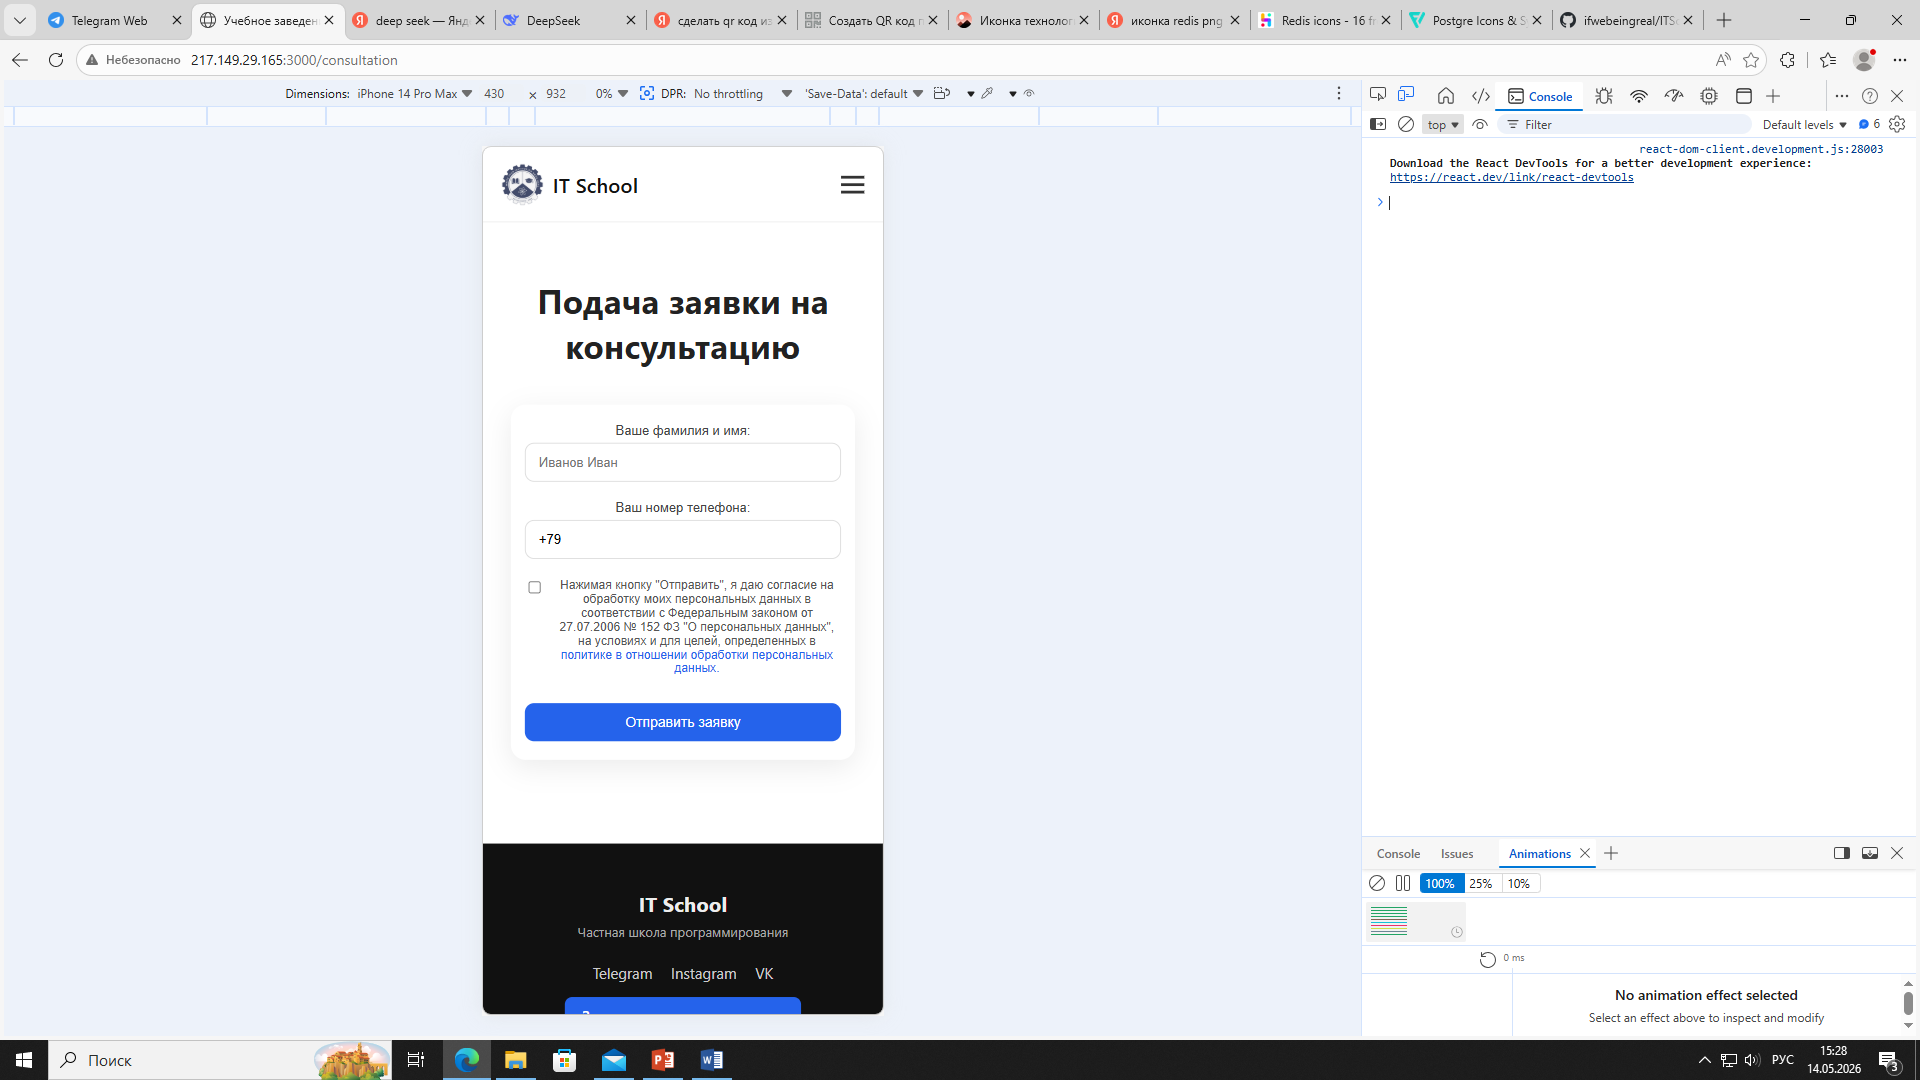 Telegram Web
Учебное заведен
deep seek — Янд
DeepSeek
сделать qr код из
Создать QR код п
Иконка технолог
иконка redis png
Redis icons - 16 fr
Postgre Icons & S
ifwebeingreal/ITSc
Небезопасно 217.149.29.165:3000/consultation
Dimensions: iPhone 14 Pro Max 430 × 932 0% DPR: No throttling 'Save-Data': default
Console
top Filter Default levels 6
react-dom-client.development.js:28003
Download the React DevTools for a better development experience:
https://react.dev/link/react-devtools
IT School
Подача заявки на
консультацию
Ваше фамилия и имя:
Иванов Иван
Ваш номер телефона:
+79
Нажимая кнопку "Отправить", я даю согласие на
обработку моих персональных данных в
соответствии с Федеральным законом от
27.07.2006 № 152 ФЗ "О персональных данных",
на условиях и для целей, определенных в
политике в отношении обработки персональных
данных.
Отправить заявку
IT School
Частная школа программирования
Telegram Instagram VK
Console Issues Animations
100% 25% 10%
0 ms
No animation effect selected
Select an effect above to inspect and modify
Поиск
РУС
15:28
14.05.2026
3